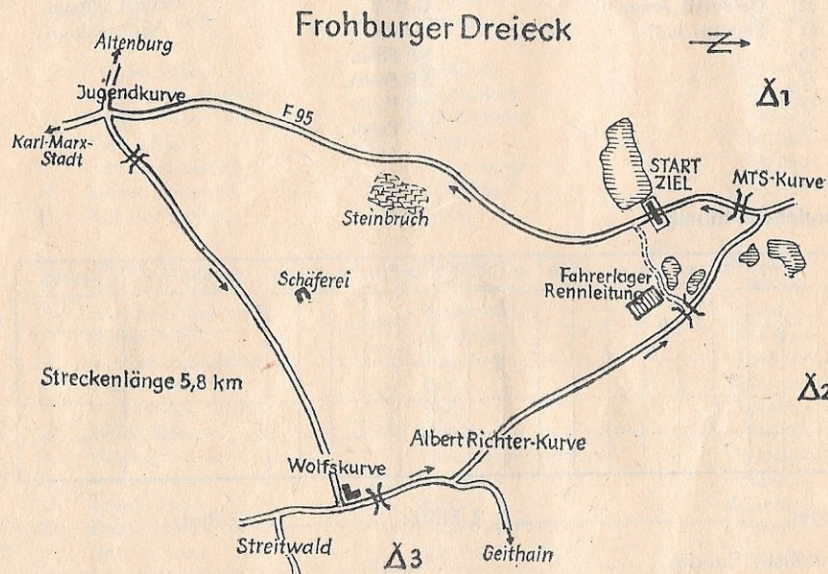 Frohburger Dreieck
N
Altenburg
Δ1
Jugendkurve
F 95
Karl-Marx-
Stadt
START
ZIEL
MTS-Kurve
Steinbruch
Schäferei
Fahrerlager
Rennleitung
Streckenlänge 5,8 km
Δ2
Albert Richter-Kurve
Wolfskurve
Streitwald
Δ3
Geithain